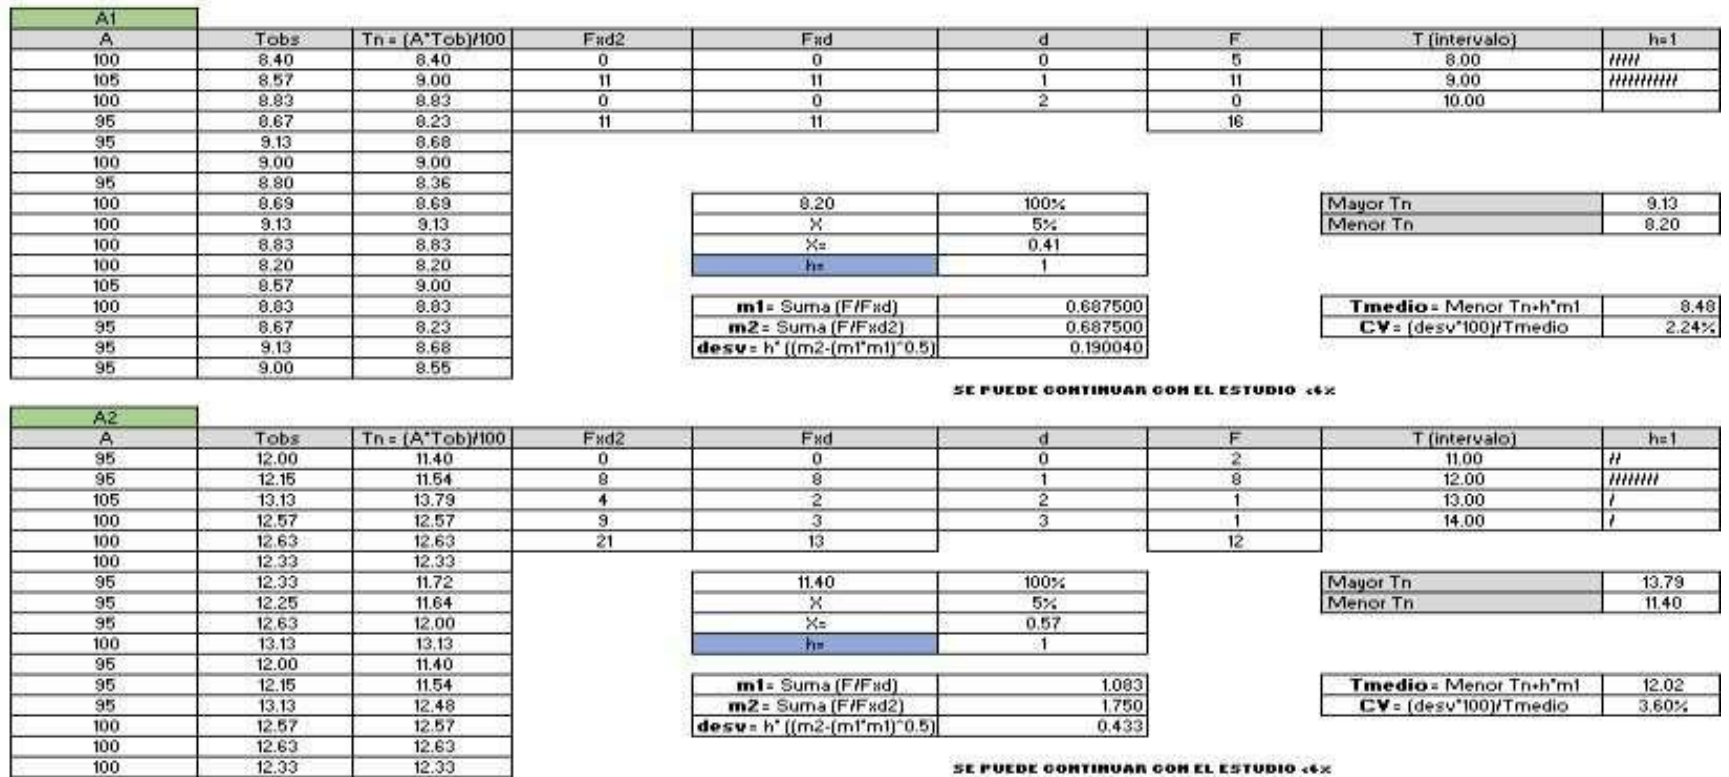 A1
A Tobs Tn = (A*Tob)/100 Fxd2 Fxd d F T (intervalo) h=1
100 8.40 8.40 0 0 0 5 8.00 /////
105 8.57 9.00 11 11 1 11 9.00 ///////////
100 8.83 8.83 0 0 2 0 10.00
95 8.67 8.23 11 11 16
95 9.13 8.68
100 9.00 9.00
95 8.80 8.36
100 8.69 8.69 8.20 100% Mayor Tn 9.13
100 9.13 9.13 X 5% Menor Tn 8.20
100 8.83 8.83 X= 0.41
100 8.20 8.20 h= 1
105 8.57 9.00
100 8.83 8.83 m1= Suma (F/Fxd) 0.687500 Tmedio= Menor Tn+h*m1 8.48
95 8.67 8.23 m2= Suma (F/Fxd2) 0.687500 CV= (desv*100)/Tmedio 2.24%
95 9.13 8.68 desv= h* ((m2-(m1*m1)^0.5) 0.190040
95 9.00 8.55
SE PUEDE CONTINUAR CON EL ESTUDIO <6%
A2
A Tobs Tn = (A*Tob)/100 Fxd2 Fxd d F T (intervalo) h=1
95 12.00 11.40 0 0 0 2 11.00 //
95 12.15 11.54 8 8 1 8 12.00 ////////
105 13.13 13.79 4 2 2 1 13.00 /
100 12.57 12.57 9 3 3 1 14.00 /
100 12.63 12.63 21 13 12
100 12.33 12.33
95 12.33 11.72 11.40 100% Mayor Tn 13.79
95 12.25 11.64 X 5% Menor Tn 11.40
95 12.63 12.00 X= 0.57
100 13.13 13.13 h= 1
95 12.00 11.40
95 12.15 11.54 m1= Suma (F/Fxd) 1.083 Tmedio= Menor Tn+h*m1 12.02
95 13.13 12.48 m2= Suma (F/Fxd2) 1.750 CV= (desv*100)/Tmedio 3.60%
100 12.57 12.57 desv= h* ((m2-(m1*m1)^0.5) 0.433
100 12.63 12.63
100 12.33 12.33 SE PUEDE CONTINUAR CON EL ESTUDIO <6%